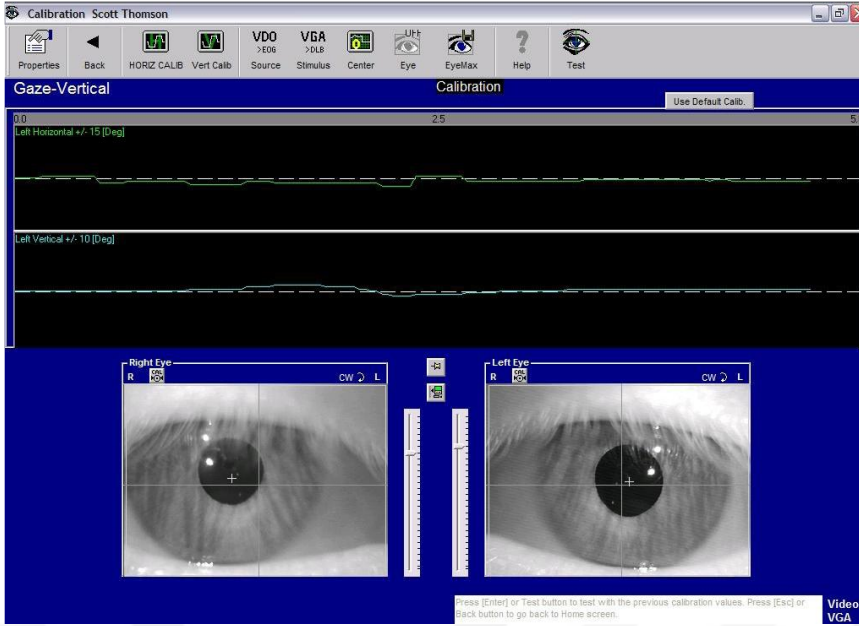 Calibration Scott Thomson
VDO VGA OFF
>EOG >DLB
Properties Back HORIZ CALIB Vert Calib Source Stimulus Center Eye EyeMax Help Test
Gaze-Vertical Calibration
Use Default Calib.
0.0 2.5 5.
Left Horizontal +/- 15 [Deg]
Left Vertical +/- 10 [Deg]
Right Eye Left Eye
R CAL CW L R CAL CW L
Press [Enter] or Test button to test with the previous calibration values. Press [Esc] or
Back button to go back to Home screen.
Video
VGA